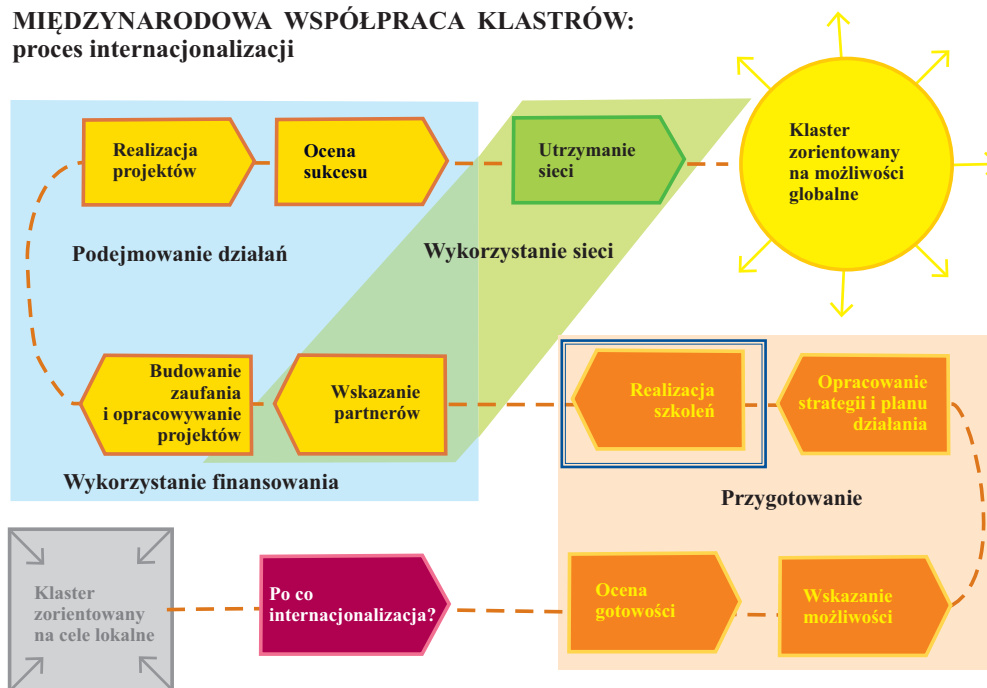 MIĘDZYNARODOWA WSPÓŁPRACA KLASTRÓW:
proces internacjonalizacji
Realizacja
projektów
Ocena
sukcesu
Utrzymanie
sieci
Klaster
zorientowany
na możliwości
globalne
Podejmowanie działań
Wykorzystanie sieci
Budowanie
zaufania
i opracowywanie
projektów
Wskazanie
partnerów
Realizacja
szkoleń
Opracowanie
strategii i planu
działania
Wykorzystanie finansowania
Przygotowanie
Klaster
zorientowany
na cele lokalne
Po co
internacjonalizacja?
Ocena
gotowości
Wskazanie
możliwości